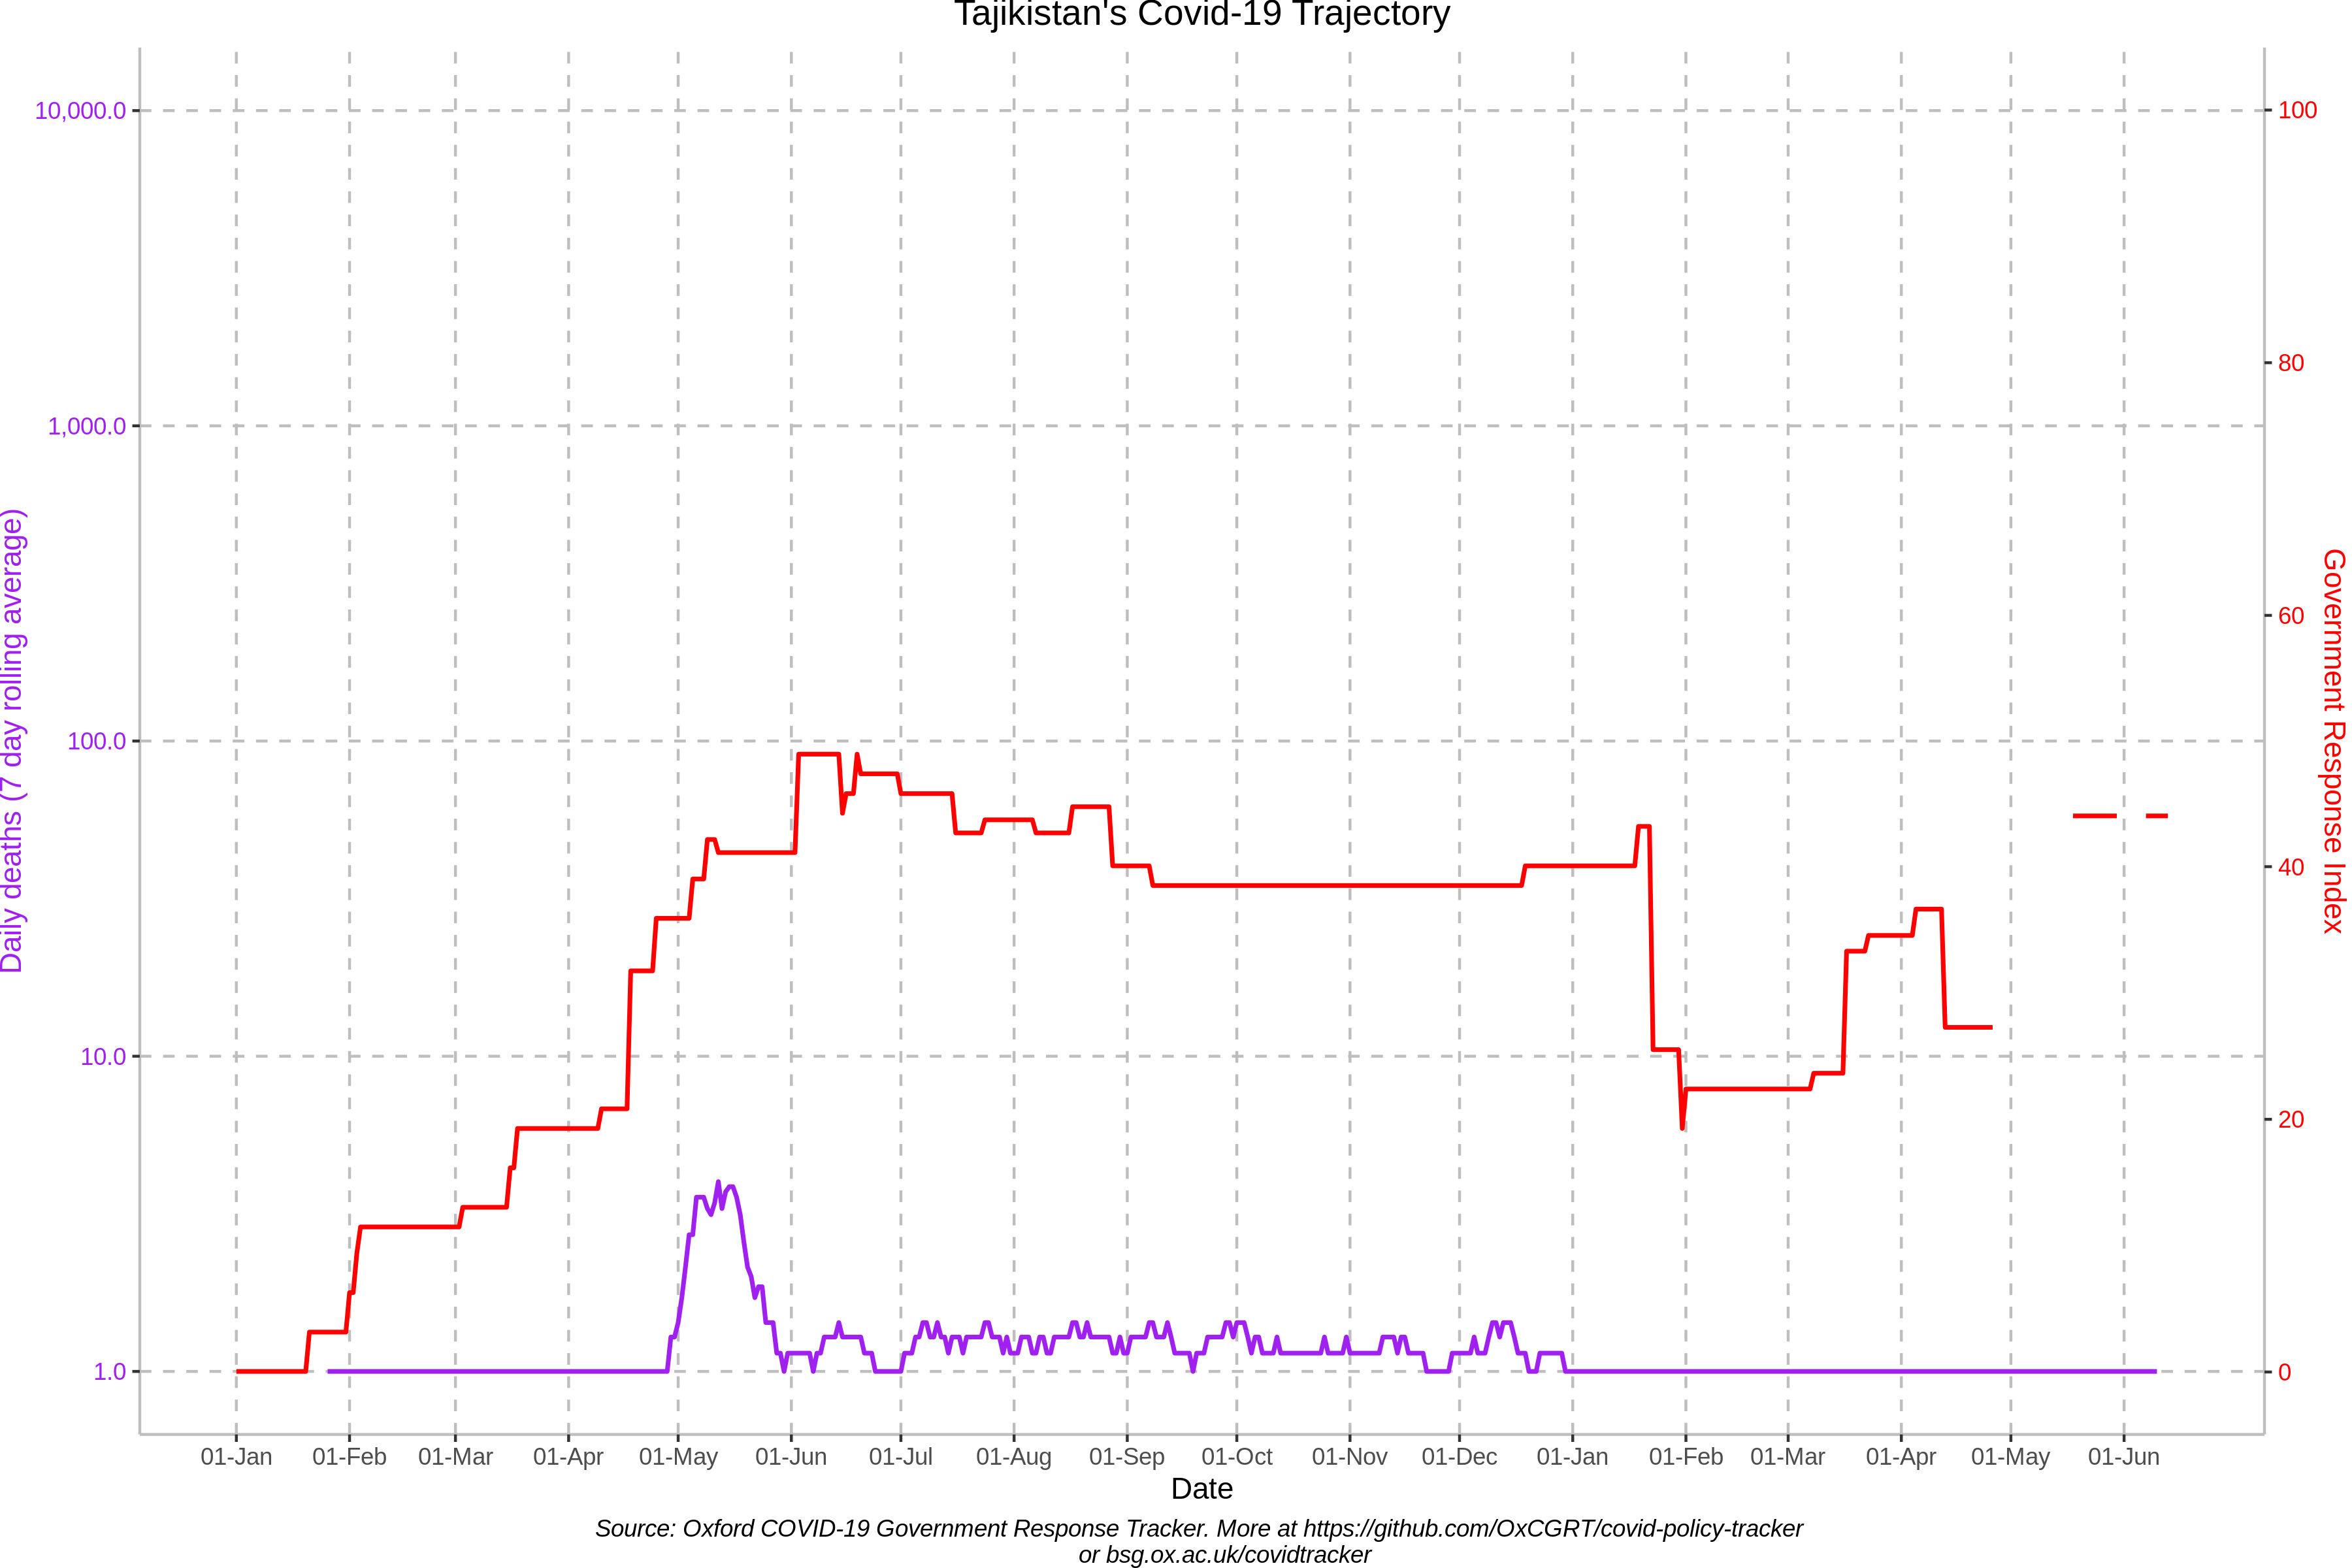 Tajikistan's Covid-19 Trajectory
10,000.0
1,000.0
100.0
10.0
1.0
Daily deaths (7 day rolling average)
100
80
60
40
20
0
Government Response Index
01-Jan 01-Feb 01-Mar 01-Apr 01-May 01-Jun 01-Jul 01-Aug 01-Sep 01-Oct 01-Nov 01-Dec 01-Jan 01-Feb 01-Mar 01-Apr 01-May 01-Jun
Date
Source: Oxford COVID-19 Government Response Tracker. More at https://github.com/OxCGRT/covid-policy-tracker
or bsg.ox.ac.uk/covidtracker